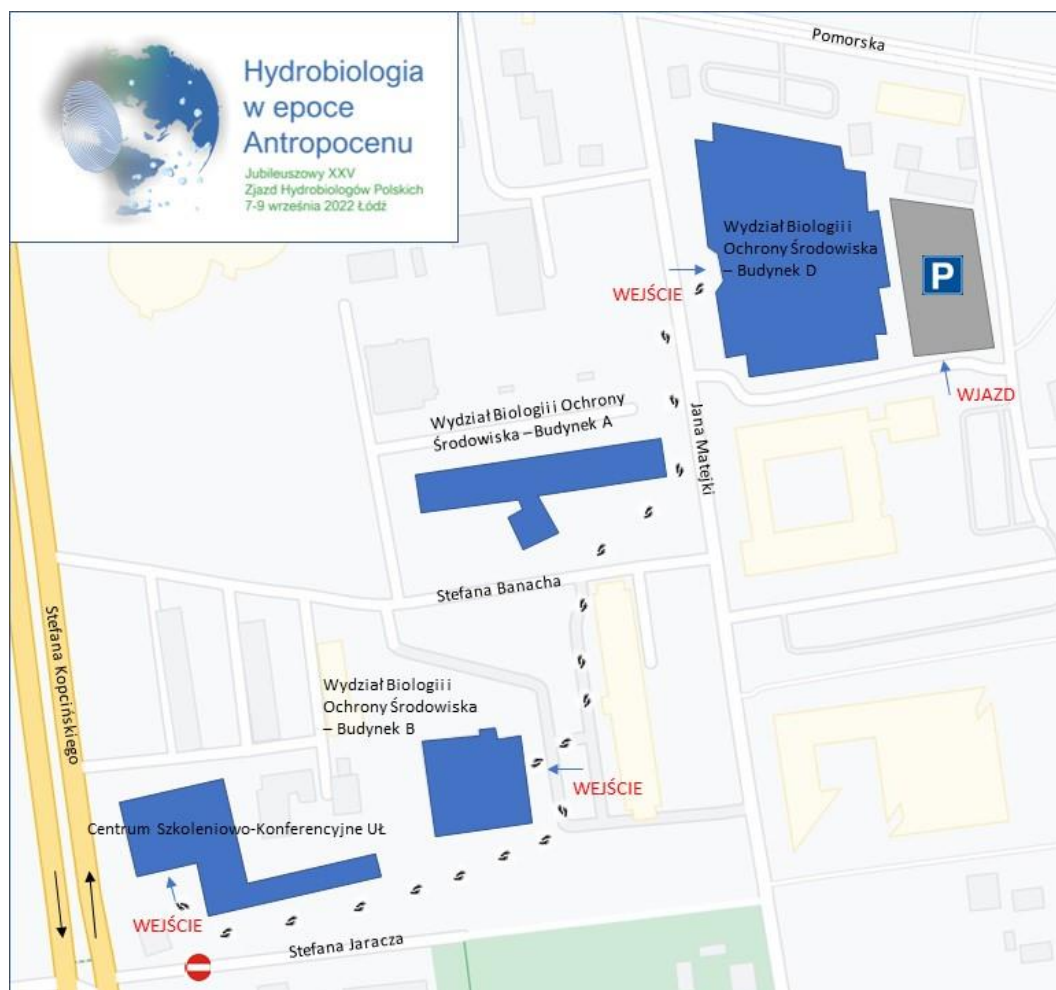 Hydrobiologia
w epoce
Antropocenu
Jubileuszowy XXV
Zjazd Hydrobiologów Polskich
7-9 września 2022 Łódź
Pomorska
Wydział Biologii i
Ochrony Środowiska
– Budynek D
P
WEJŚCIE
WJAZD
Jana Matejki
Wydział Biologii i Ochrony
Środowiska – Budynek A
Stefana Banacha
Stefana Kopcińskiego
Wydział Biologii i
Ochrony Środowiska
– Budynek B
WEJŚCIE
Centrum Szkoleniowo-Konferencyjne UŁ
WEJŚCIE
Stefana Jaracza